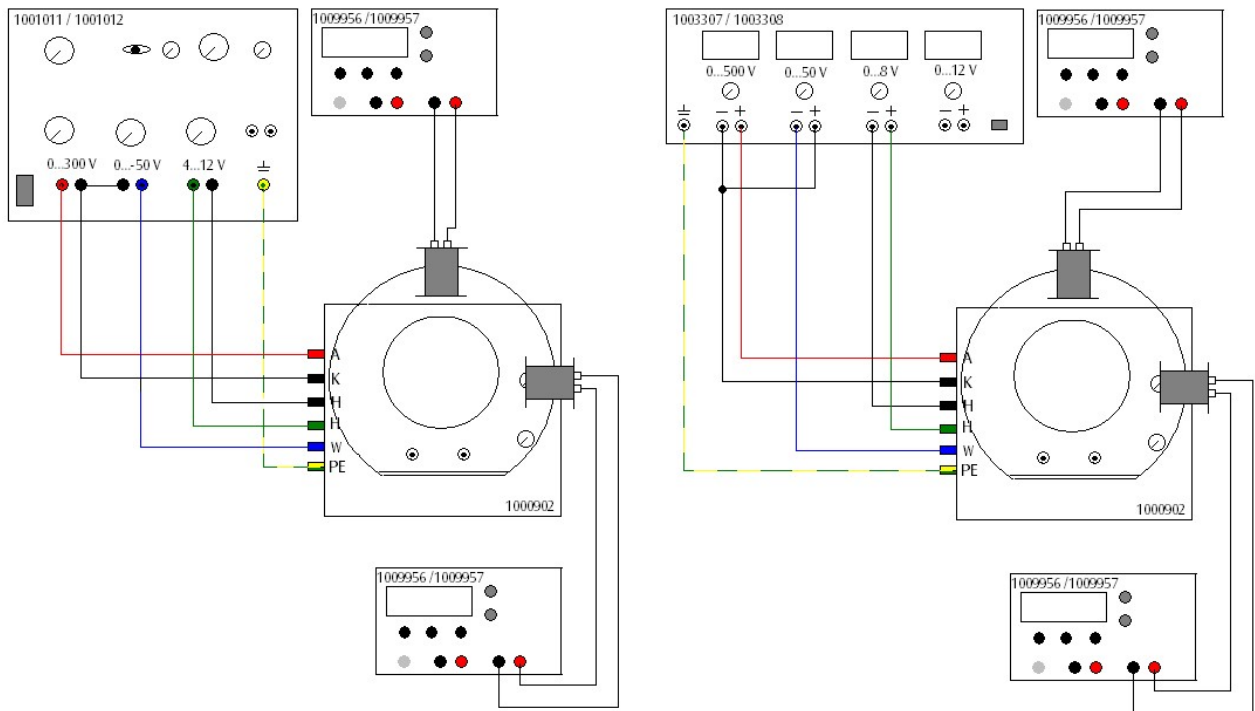 1001011 / 1001012
0...300 V 0...-50 V 4...12 V
1009956 /1009957
A
K
H
H
W
PE
1000902
1009956 /1009957
1003307 / 1003308
0...500 V 0...50 V 0...8 V 0...12 V
− + − + − + − +
1009956 /1009957
A
K
H
H
W
PE
1000902
1009956 /1009957